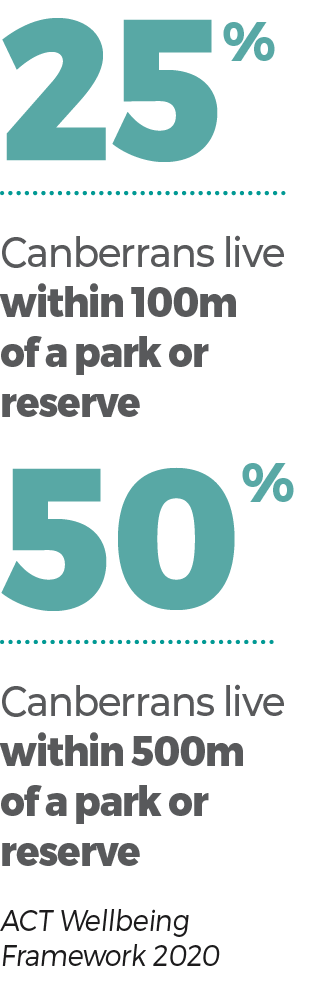 25%
Canberrans live
within 100m
of a park or
reserve
50%
Canberrans live
within 500m
of a park or
reserve
ACT Wellbeing
Framework 2020